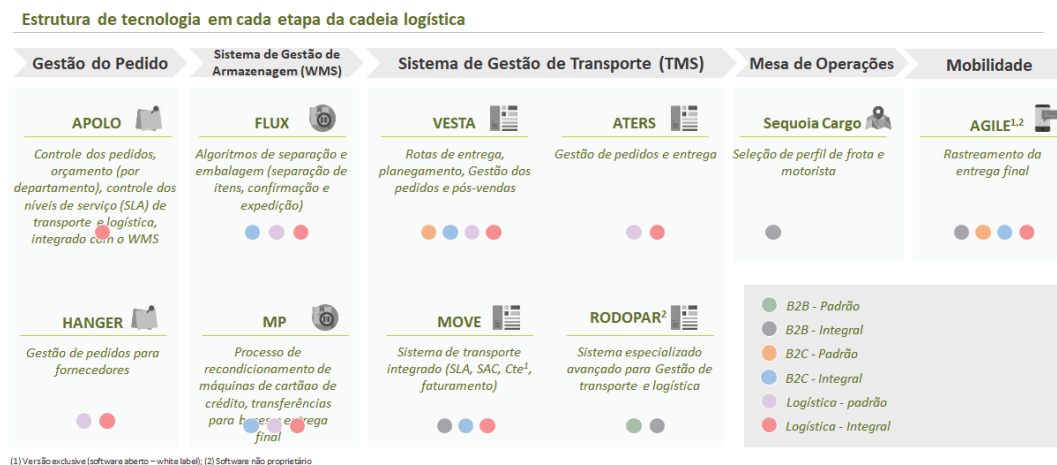 Estrutura de tecnologia em cada etapa da cadeia logística
Gestão do Pedido
Sistema de Gestão de
Armazenagem (WMS)
Sistema de Gestão de Transporte (TMS)
Mesa de Operações
Mobilidade
APOLO
Controle dos pedidos,
orçamento (por
departamento), controle dos
níveis de serviço (SLA) de
transporte e logística,
integrado com o WMS
FLUX
Algoritmos de separação e
embalagem (separação de
itens, confirmação e
expedição)
VESTA
Rotas de entrega,
planegamento, Gestão dos
pedidos e pós-vendas
ATERS
Gestão de pedidos e entrega
Sequoia Cargo
Seleção de perfil de frota e
motorista
AGILE1,2
Rastreamento da
entrega final
HANGER
Gestão de pedidos para
fornecedores
MP
Processo de
recondicionamento de
máquinas de cartãao de
crédito, transferências
para bases e entrega
final
MOVE
Sistema de transporte
integrado (SLA, SAC, Cte1,
faturamento)
RODOPAR2
Sistema especializado
avançado para Gestão de
transporte e logística
B2B - Padrão
B2B - Integral
B2C - Padrão
B2C - Integral
Logística - padrão
Logística - Integral
(1) Versão exclusive (software aberto – white label); (2) Software não proprietário